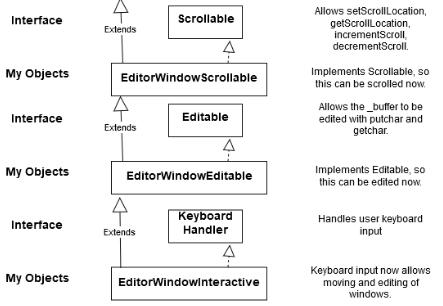 Interface
Extends
Scrollable
Allows setScrollLocation,
getScrollLocation,
incrementScroll,
decrementScroll.
My Objects
EditorWindowScrollable
Implements Scrollable, so
this can be scrolled now.
Interface
Extends
Editable
Allows the _buffer to be
edited with putchar and
getchar.
My Objects
EditorWindowEditable
Implements Editable, so
this can be edited now.
Interface
Extends
Keyboard
Handler
Handles user keyboard
input
My Objects
EditorWindowInteractive
Keyboard input now allows
moving and editing of
windows.